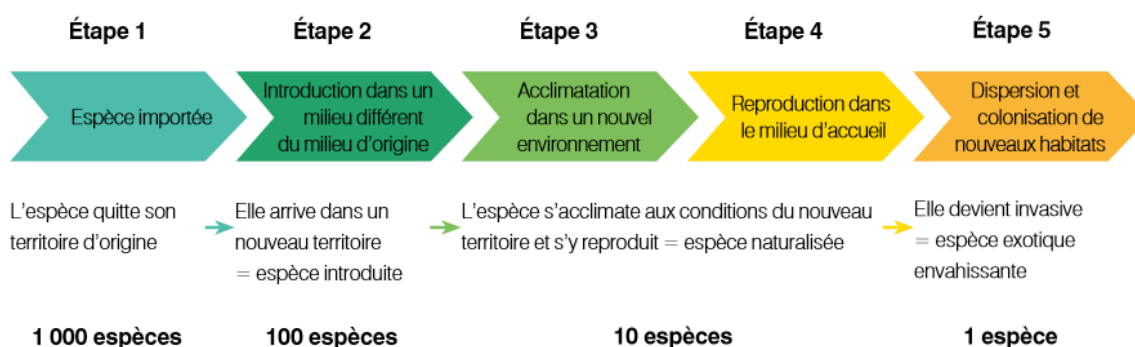 Étape 1
Étape 2
Étape 3
Étape 4
Étape 5
Espèce importée
Introduction dans un
milieu différent
du milieu d'origine
Acclimatation
dans un nouvel
environnement
Reproduction dans
le milieu d'accueil
Dispersion et
colonisation de
nouveaux habitats
L'espèce quitte son
territoire d'origine
Elle arrive dans un
nouveau territoire
= espèce introduite
L'espèce s'acclimate aux conditions du nouveau
territoire et s'y reproduit = espèce naturalisée
Elle devient invasive
= espèce exotique
envahissante
1 000 espèces
100 espèces
10 espèces
1 espèce